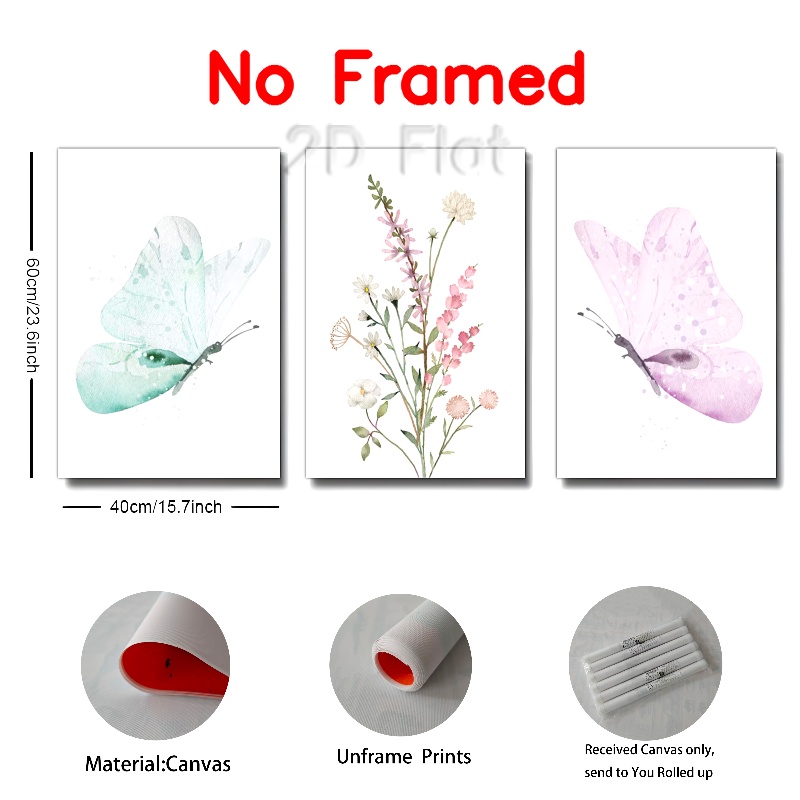 No Framed
2D Flat
60cm/23.6inch
40cm/15.7inch
Material:Canvas
Unframe Prints
Received Canvas only,
send to You Rolled up